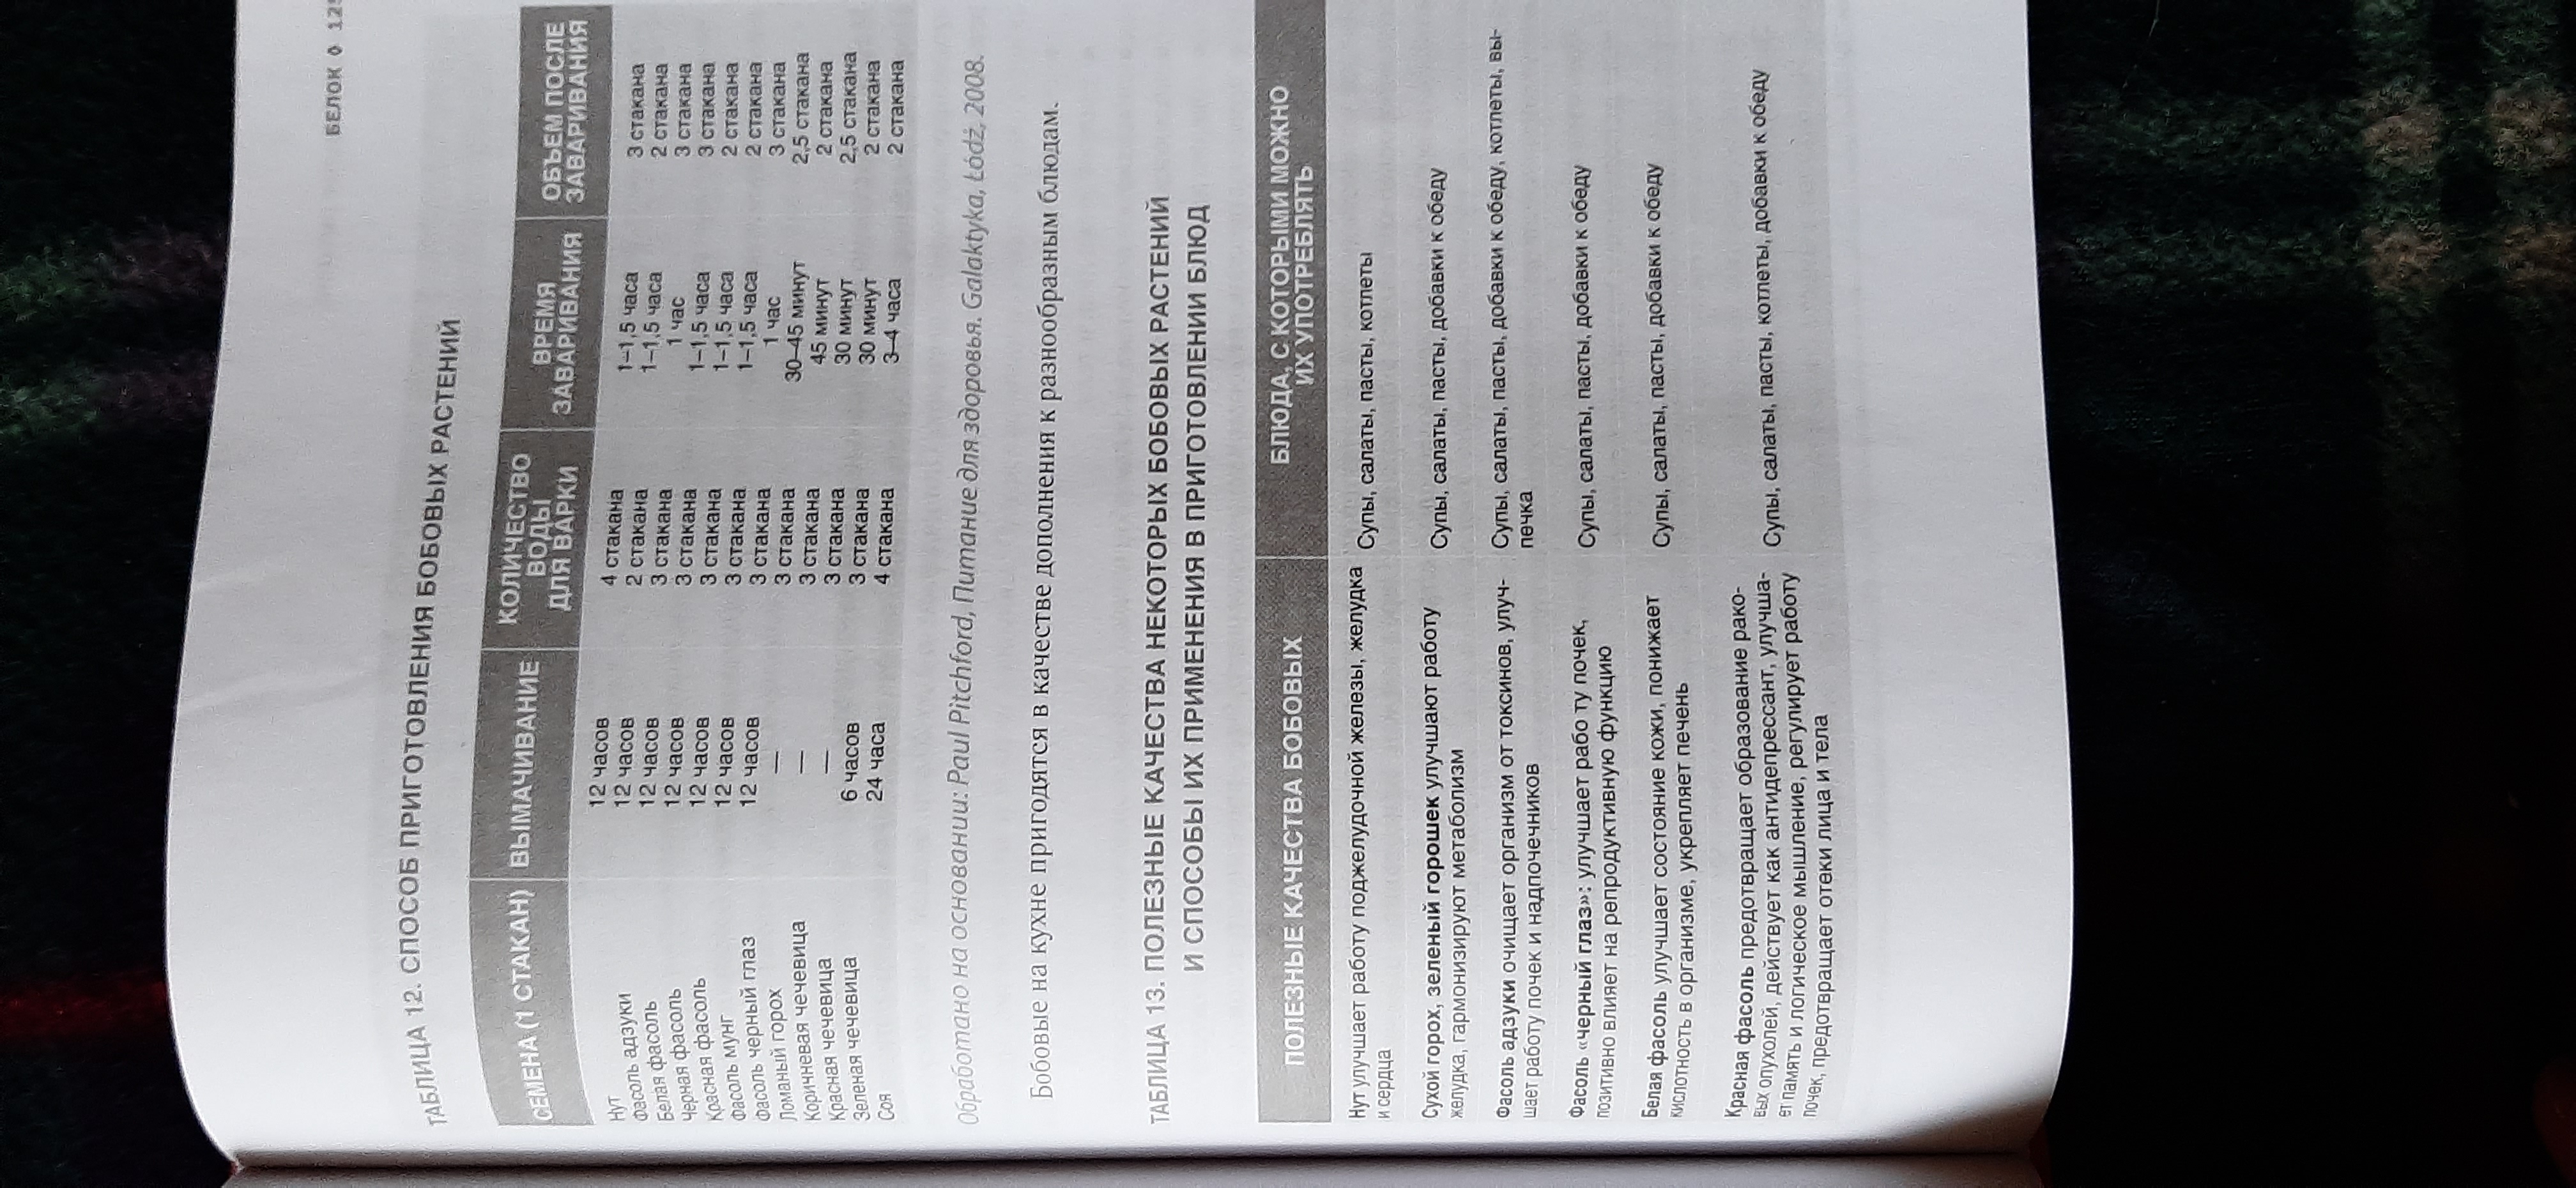 БЕЛОК ◊ 125
ТАБЛИЦА 12. СПОСОБ ПРИГОТОВЛЕНИЯ БОБОВЫХ РАСТЕНИЙ
СЕМЕНА (1 СТАКАН) ВЫМАЧИВАНИЕ КОЛИЧЕСТВО ВОДЫ ДЛЯ ВАРКИ ВРЕМЯ ЗАВАРИВАНИЯ ОБЪЕМ ПОСЛЕ ЗАВАРИВАНИЯ
Нут 12 часов 4 стакана 1–1,5 часа 3 стакана
Фасоль адзуки 12 часов 2 стакана 1–1,5 часа 2 стакана
Белая фасоль 12 часов 3 стакана 1 час 3 стакана
Черная фасоль 12 часов 3 стакана 1–1,5 часа 3 стакана
Красная фасоль 12 часов 3 стакана 1–1,5 часа 2 стакана
Фасоль мунг 12 часов 3 стакана 1–1,5 часа 2 стакана
Фасоль черный глаз 12 часов 3 стакана 1 час 3 стакана
Ломаный горох — 3 стакана 30–45 минут 2,5 стакана
Коричневая чечевица — 3 стакана 45 минут 2 стакана
Красная чечевица — 3 стакана 30 минут 2,5 стакана
Зеленая чечевица 6 часов 3 стакана 30 минут 2 стакана
Соя 24 часа 4 стакана 3–4 часа 2 стакана
Обработано на основании: Paul Pitchford, Питание для здоровья. Galaktyka, Łódź, 2008.
Бобовые на кухне пригодятся в качестве дополнения к разнообразным блюдам.
ТАБЛИЦА 13. ПОЛЕЗНЫЕ КАЧЕСТВА НЕКОТОРЫХ БОБОВЫХ РАСТЕНИЙ
И СПОСОБЫ ИХ ПРИМЕНЕНИЯ В ПРИГОТОВЛЕНИИ БЛЮД
ПОЛЕЗНЫЕ КАЧЕСТВА БОБОВЫХ
БЛЮДА, С КОТОРЫМИ МОЖНО
ИХ УПОТРЕБЛЯТЬ
Нут улучшает работу поджелудочной железы, желудка
и сердца
Супы, салаты, пасты, котлеты
Сухой горох, зеленый горошек улучшают работу
желудка, гармонизируют метаболизм
Супы, салаты, пасты, добавки к обеду
Фасоль адзуки очищает организм от токсинов, улуч-
шает работу почек и надпочечников
Супы, салаты, пасты, добавки к обеду, котлеты, вы-
печка
Фасоль «черный глаз»: улучшает рабо ту почек,
позитивно влияет на репродуктивную функцию
Супы, салаты, пасты, добавки к обеду
Белая фасоль улучшает состояние кожи, понижает
кислотность в организме, укрепляет печень
Супы, салаты, пасты, добавки к обеду
Красная фасоль предотвращает образование рако-
вых опухолей, действует как антидепрессант, улучша-
ет память и логическое мышление, регулирует работу
почек, предотвращает отеки лица и тела
Супы, салаты, пасты, котлеты, добавки к обеду